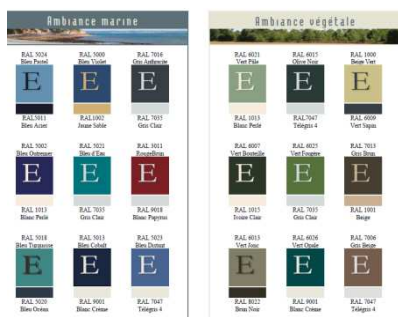 Ambiance marine
RAL 5024 RAL 5000 RAL 7016
Bleu Pastel Bleu Violet Gris Anthracite
E E E
RAL 5011 RAL 1002 RAL 7035
Bleu Acier Jaune Sable Gris Clair
RAL 5002 RAL 5021 RAL 3011
Bleu Outremer Bleu d'Eau RougeBrun
E E E
RAL 1013 RAL 7035 RAL 9018
Blanc Perlé Gris Clair Blanc Papyrus
RAL 5018 RAL 5013 RAL 5023
Bleu Turquoise Bleu Cobalt Bleu Distant
E E E
RAL 5020 RAL 9001 RAL 7047
Bleu Océan Blanc Crème Télégris 4
Ambiance végétale
RAL 6021 RAL 6015 RAL 1000
Vert Pâle Olive Noir Beige Vert
E E E
RAL 1013 RAL 7047 RAL 6009
Blanc Perlé Télégris 4 Vert Sapin
RAL 6007 RAL 6025 RAL 7013
Vert Bouteille Vert Fougère Gris Brun
E E E
RAL 1015 RAL 7035 RAL 1001
Ivoire Clair Gris Clair Beige
RAL 6013 RAL 6026 RAL 7006
Vert Jonc Vert Opale Gris Beige
E E E
RAL 8022 RAL 9001 RAL 7047
Brun Noir Blanc Crème Télégris 4